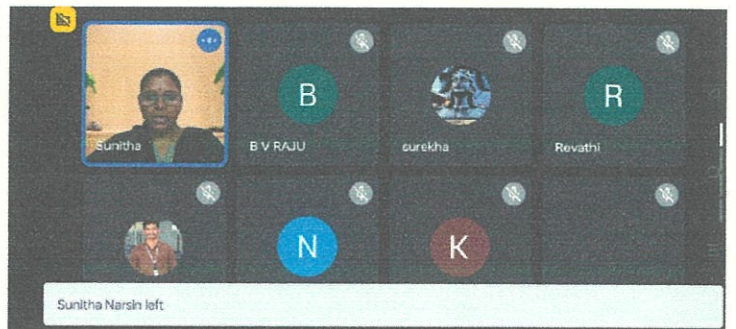 B
R
Sunitha
B V RAJU
surekha
Revathi
N
K
Sunitha Narsin left